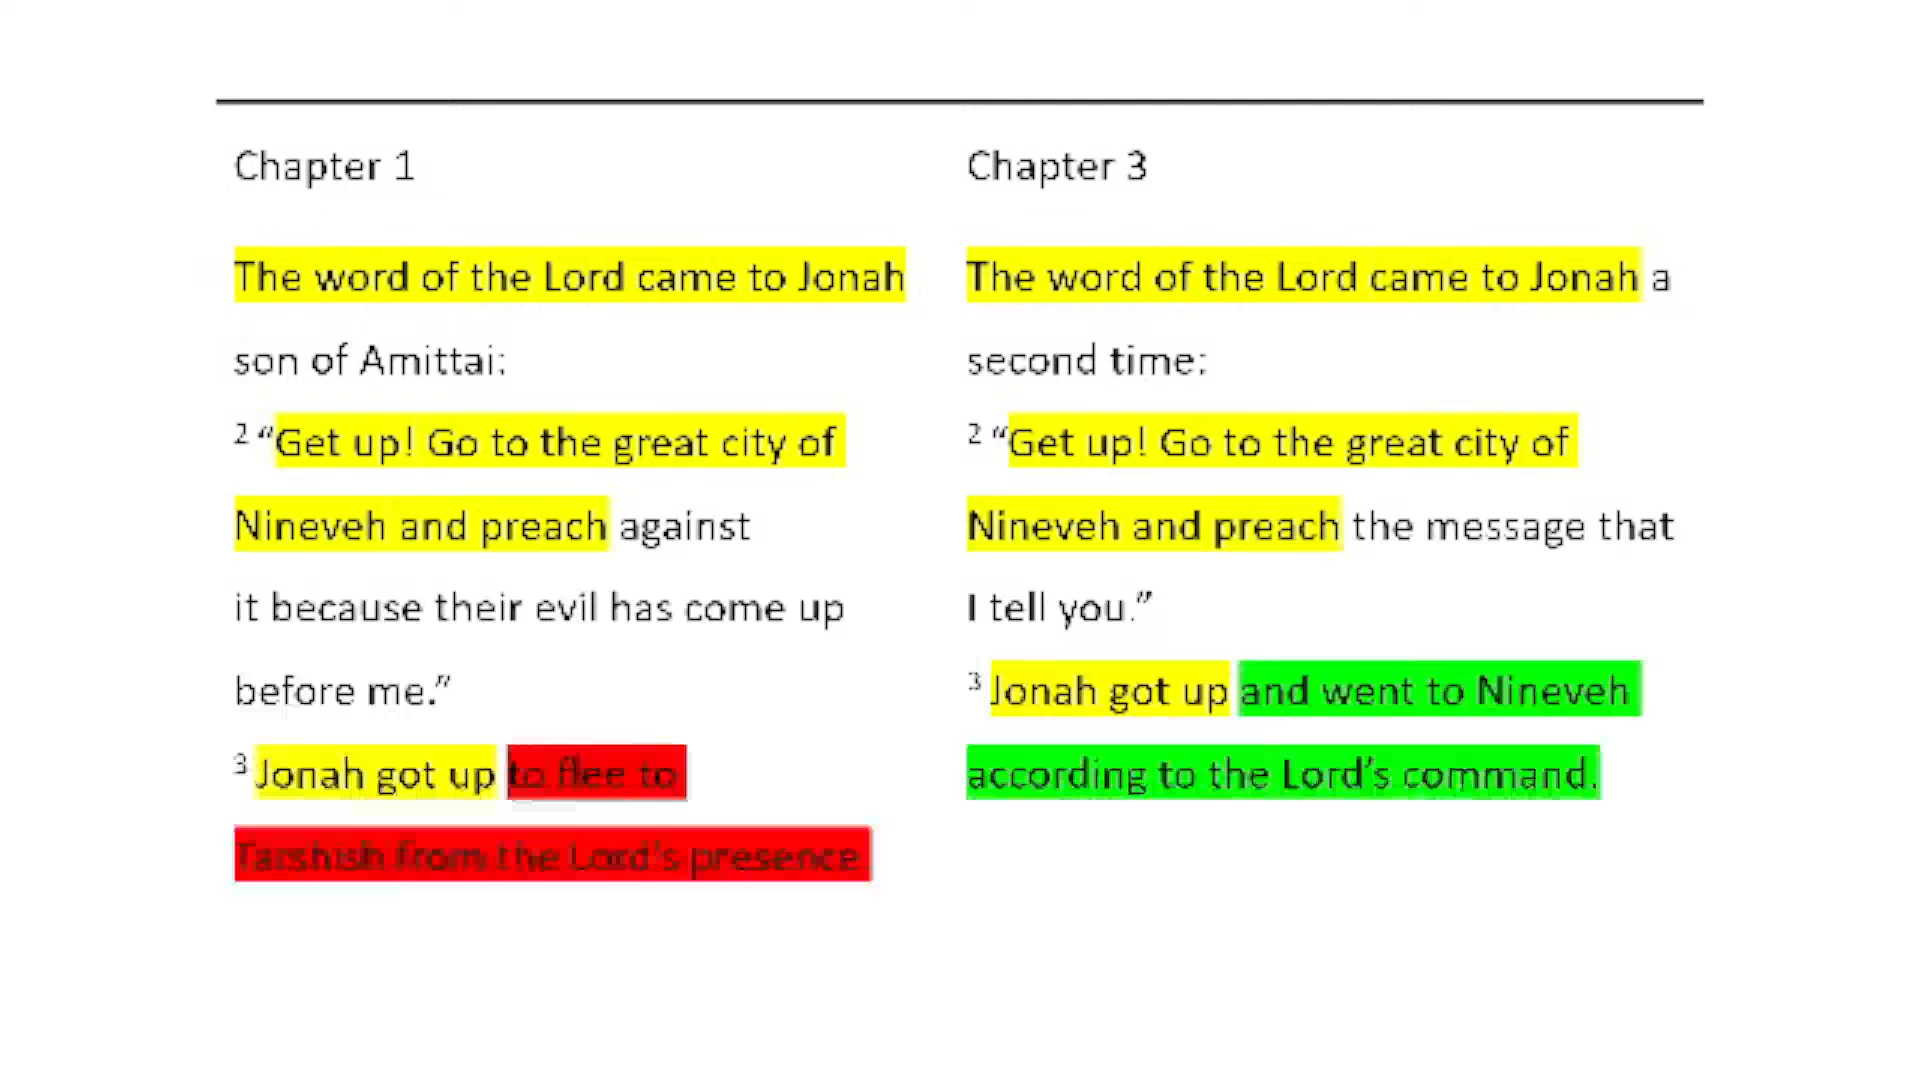 Chapter 1
The word of the Lord came to Jonah
son of Amittai:
2 “Get up! Go to the great city of
Nineveh and preach against
it because their evil has come up
before me.”
3 Jonah got up to flee to
Tarshish from the Lord’s presence
Chapter 3
The word of the Lord came to Jonah a
second time:
2 “Get up! Go to the great city of
Nineveh and preach the message that
I tell you.”
3 Jonah got up and went to Nineveh
according to the Lord’s command.